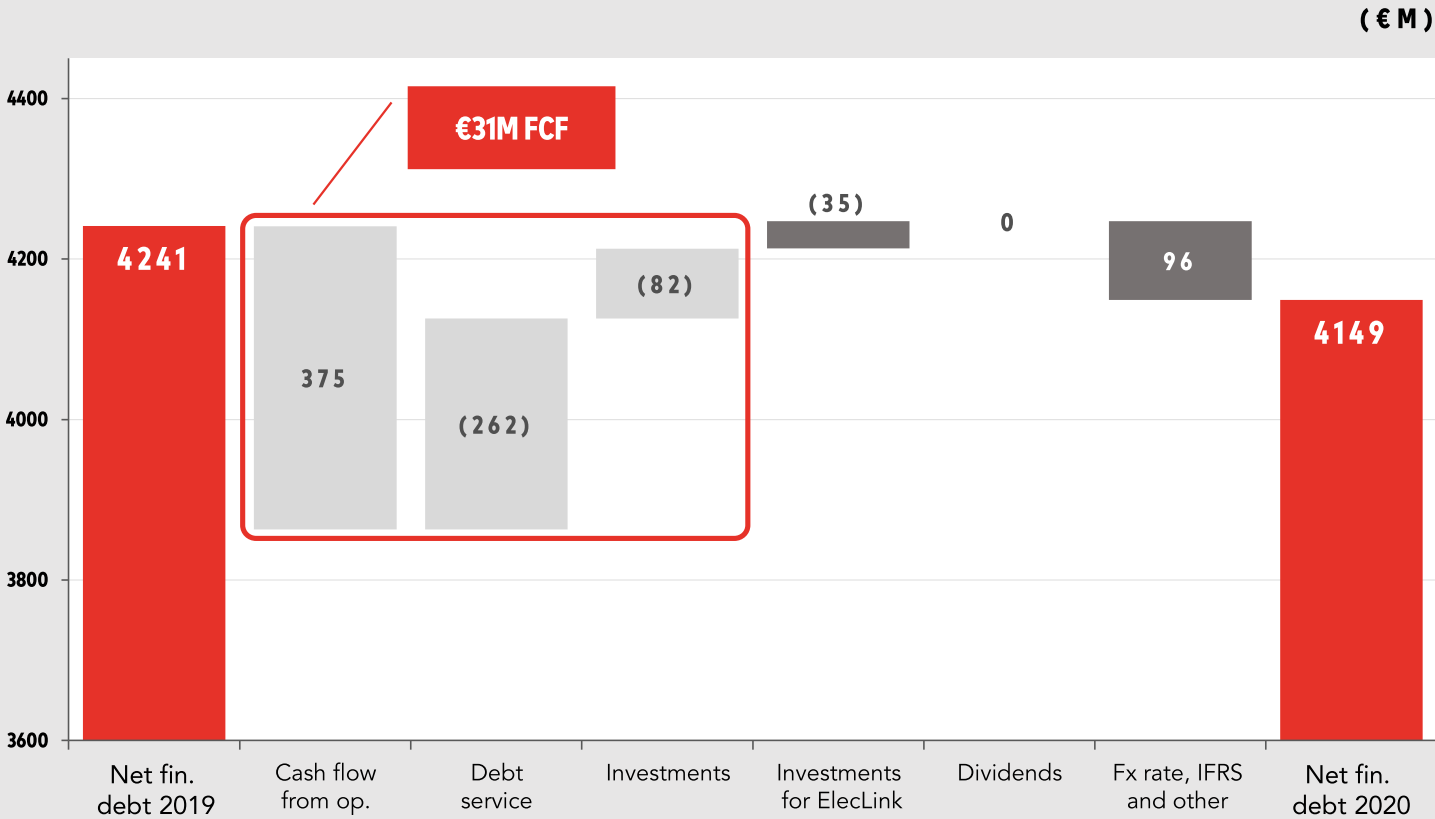 ( € M )
4400
€31M FCF
(35)
0
4241
4200
(82)
96
4149
375
4000
(262)
3800
3600
Net fin.
debt 2019
Cash flow
from op.
Debt
service
Investments
Investments
for ElecLink
Dividends
Fx rate, IFRS
and other
Net fin.
debt 2020